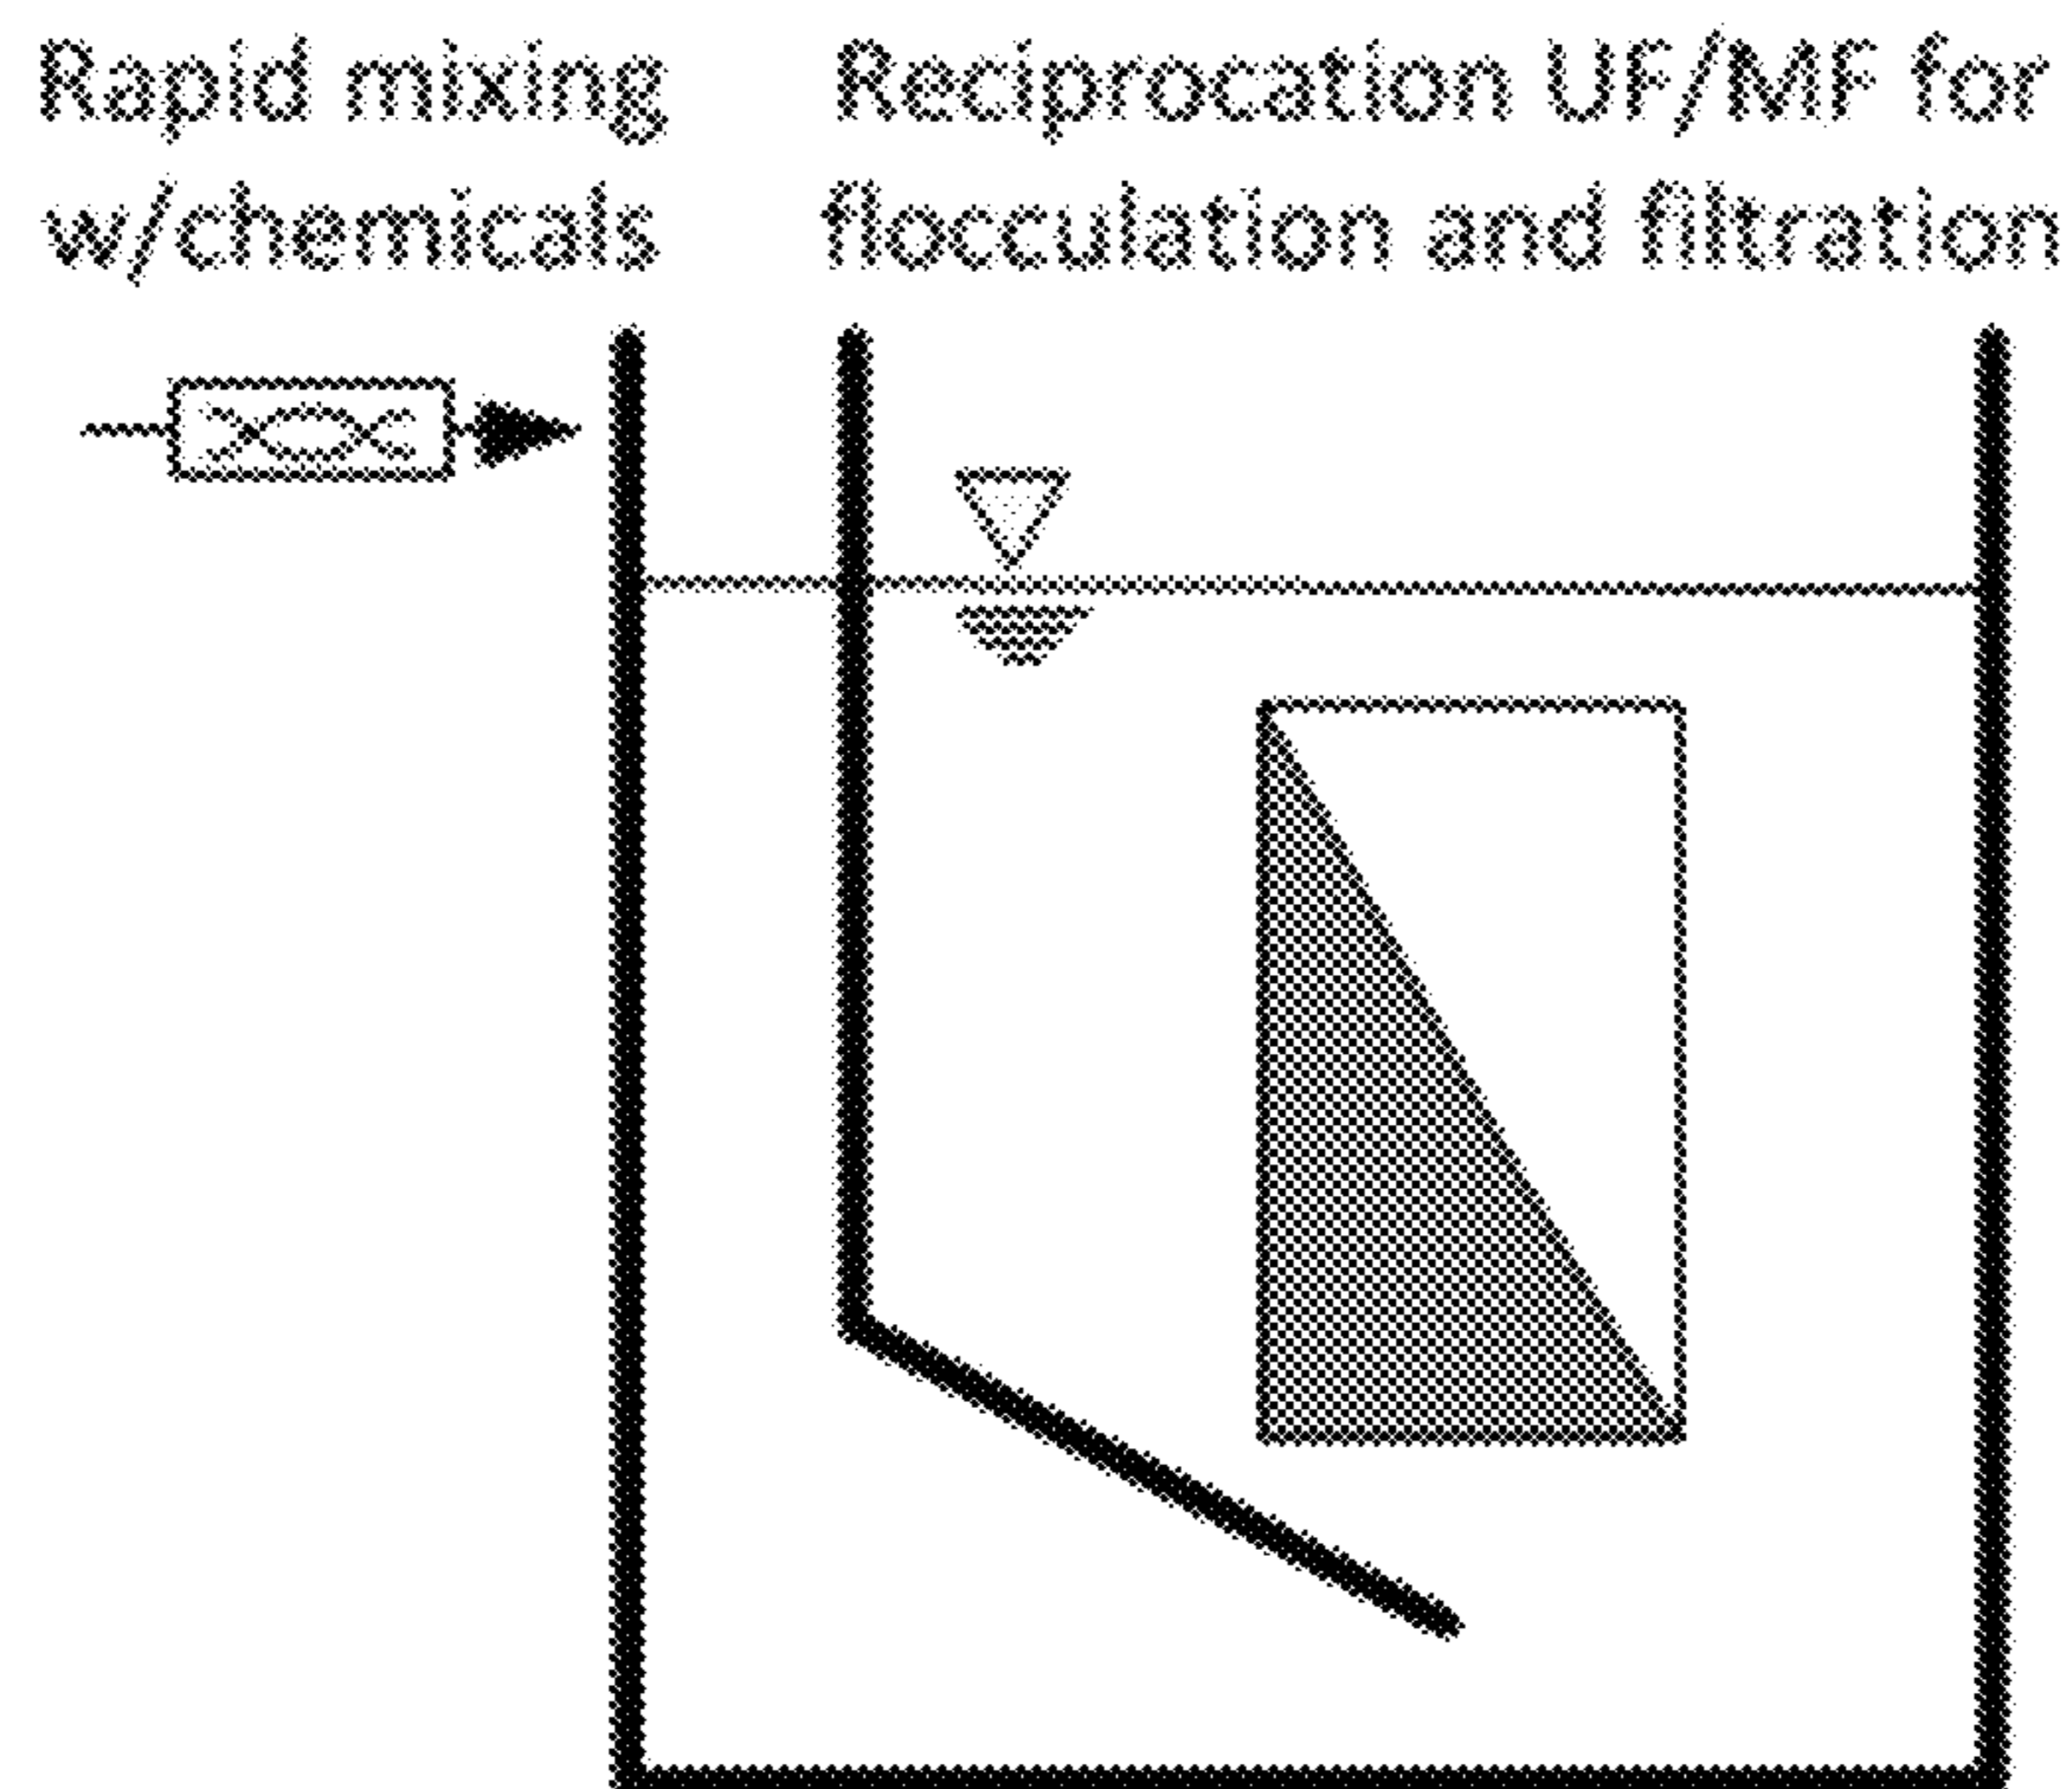 Rapid mixing
w/chemicals
Reciprocation UF/MF for
flocculation and filtration